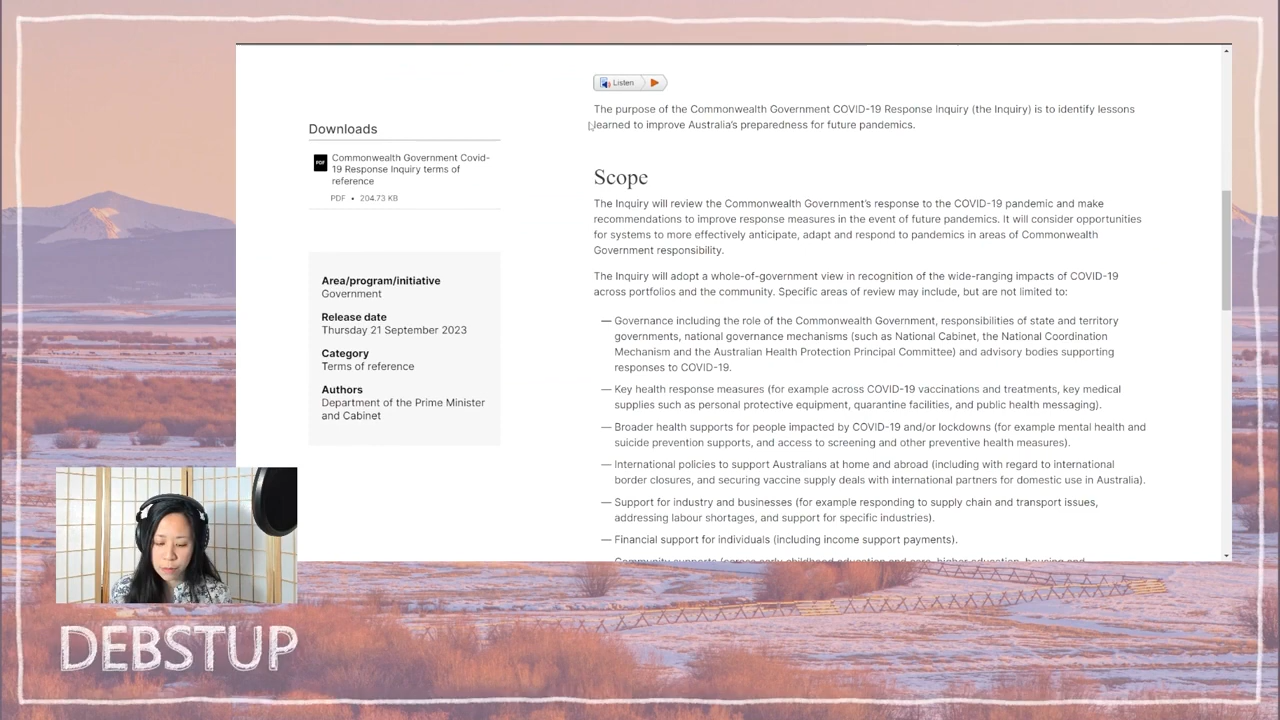 Listen
The purpose of the Commonwealth Government COVID-19 Response Inquiry (the Inquiry) is to identify lessons
learned to improve Australia's preparedness for future pandemics.
Downloads
PDF
Commonwealth Government Covid-
19 Response Inquiry terms of
reference
PDF • 204.73 KB
Area/program/initiative
Government
Release date
Thursday 21 September 2023
Category
Terms of reference
Authors
Department of the Prime Minister
and Cabinet
Scope
The Inquiry will review the Commonwealth Government's response to the COVID-19 pandemic and make
recommendations to improve response measures in the event of future pandemics. It will consider opportunities
for systems to more effectively anticipate, adapt and respond to pandemics in areas of Commonwealth
Government responsibility.
The Inquiry will adopt a whole-of-government view in recognition of the wide-ranging impacts of COVID-19
across portfolios and the community. Specific areas of review may include, but are not limited to:
— Governance including the role of the Commonwealth Government, responsibilities of state and territory
governments, national governance mechanisms (such as National Cabinet, the National Coordination
Mechanism and the Australian Health Protection Principal Committee) and advisory bodies supporting
responses to COVID-19.
— Key health response measures (for example across COVID-19 vaccinations and treatments, key medical
supplies such as personal protective equipment, quarantine facilities, and public health messaging).
— Broader health supports for people impacted by COVID-19 and/or lockdowns (for example mental health and
suicide prevention supports, and access to screening and other preventive health measures).
— International policies to support Australians at home and abroad (including with regard to international
border closures, and securing vaccine supply deals with international partners for domestic use in Australia).
— Support for industry and businesses (for example responding to supply chain and transport issues,
addressing labour shortages, and support for specific industries).
— Financial support for individuals (including income support payments).
— Community supports (across early childhood education and care, higher education, housing and
DEBSTUP